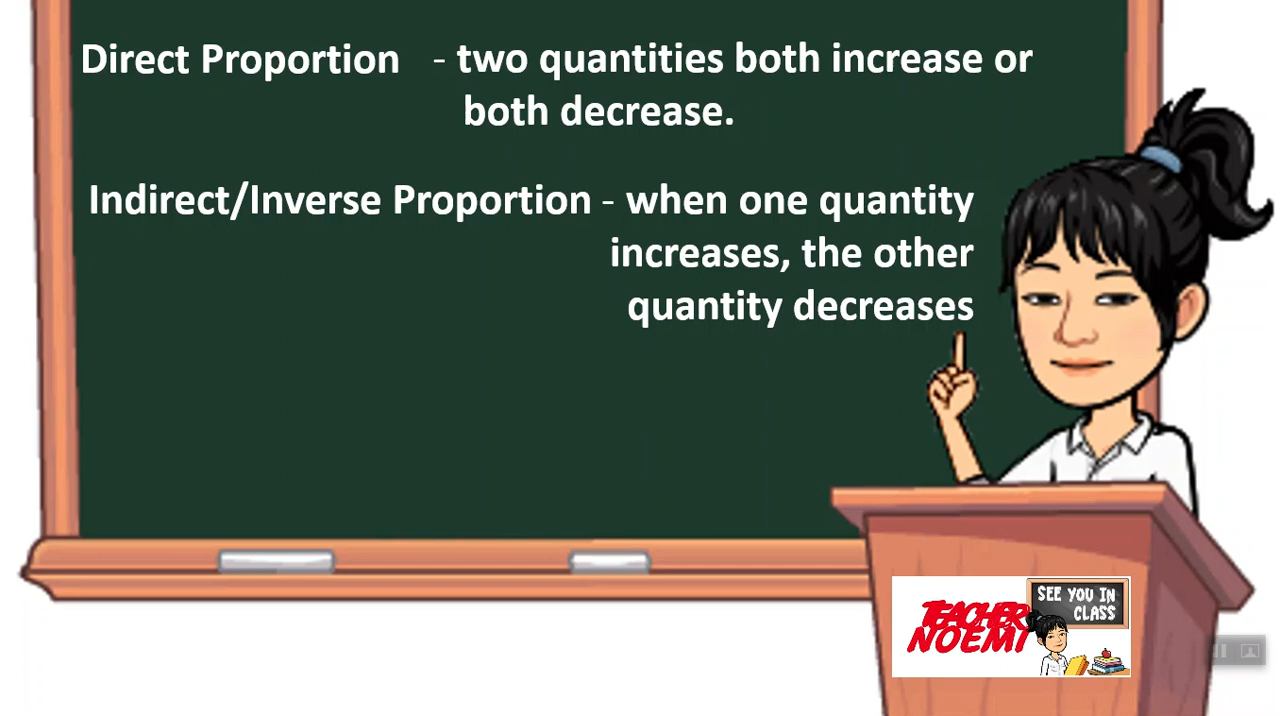 Direct Proportion - two quantities both increase or
both decrease.
Indirect/Inverse Proportion - when one quantity
increases, the other
quantity decreases
SEE YOU IN
CLASS
TEACHER
NOEMI